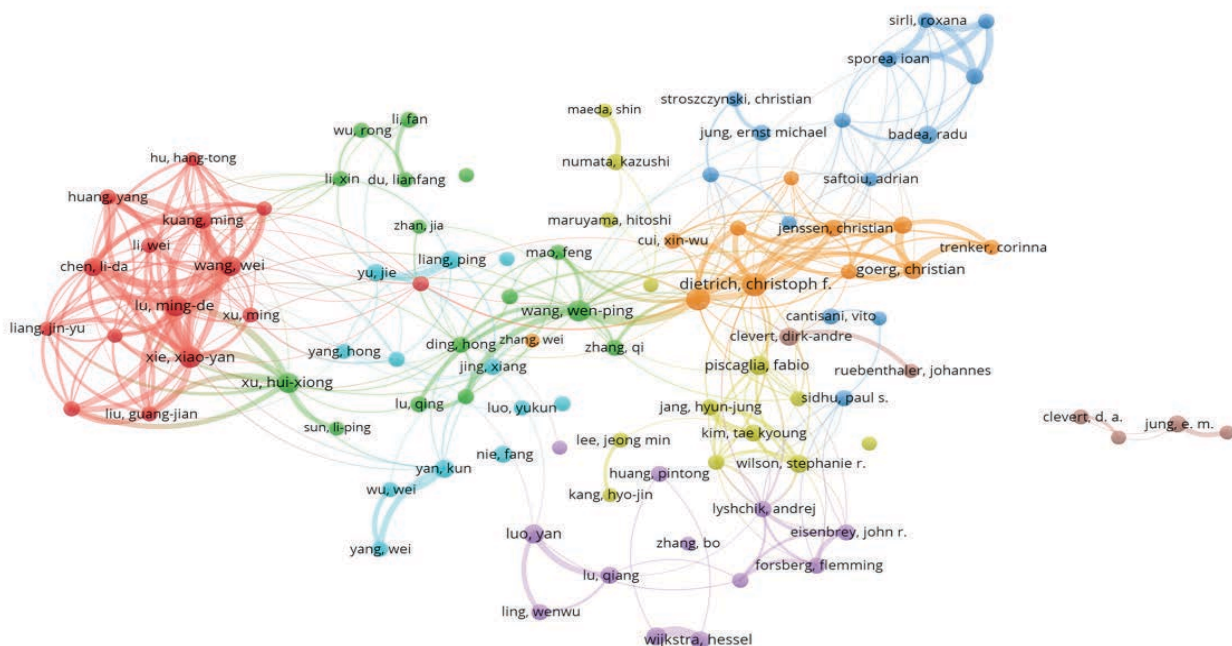 sirli, roxana
sporea, ioan
stroszczynski, christian
maeda, shin
li, fan
wu, rong
jung, ernst michael
badea, radu
hu, hang-tong
numata, kazushi
li, xin
du, lianfang
saftoiu, adrian
huang, yang
kuang, ming
maruyama, hitoshi
zhan, jia
jenssen, christian
li, wei
cui, xin-wu
trenker, corinna
mao, feng
liang, ping
chen, li-da
wang, wei
yu, jie
goerg, christian
dietrich, christoph f.
lu, ming-de
wang, wen-ping
xu, ming
cantisani, vito
liang, jin-yu
clevert, dirk-andre
zhang, wei
ding, hong
zhang, qi
yang, hong
xie, xiao-yan
jing, xiang
piscaglia, fabio
ruebenthaler, johannes
xu, hui-xiong
sidhu, paul s.
lu, qing
jang, hyun-jung
luo, yukun
liu, guang-jian
clevert, d. a.
jung, e. m.
sun, li-ping
lee, jeong min
kim, tae kyoung
nie, fang
wilson, stephanie r.
yan, kun
huang, pintong
wu, wei
kang, hyo-jin
lyshchik, andrej
luo, yan
eisenbrey, john r.
zhang, bo
yang, wei
forsberg, flemming
lu, qiang
ling, wenwu
wijkstra, hessel